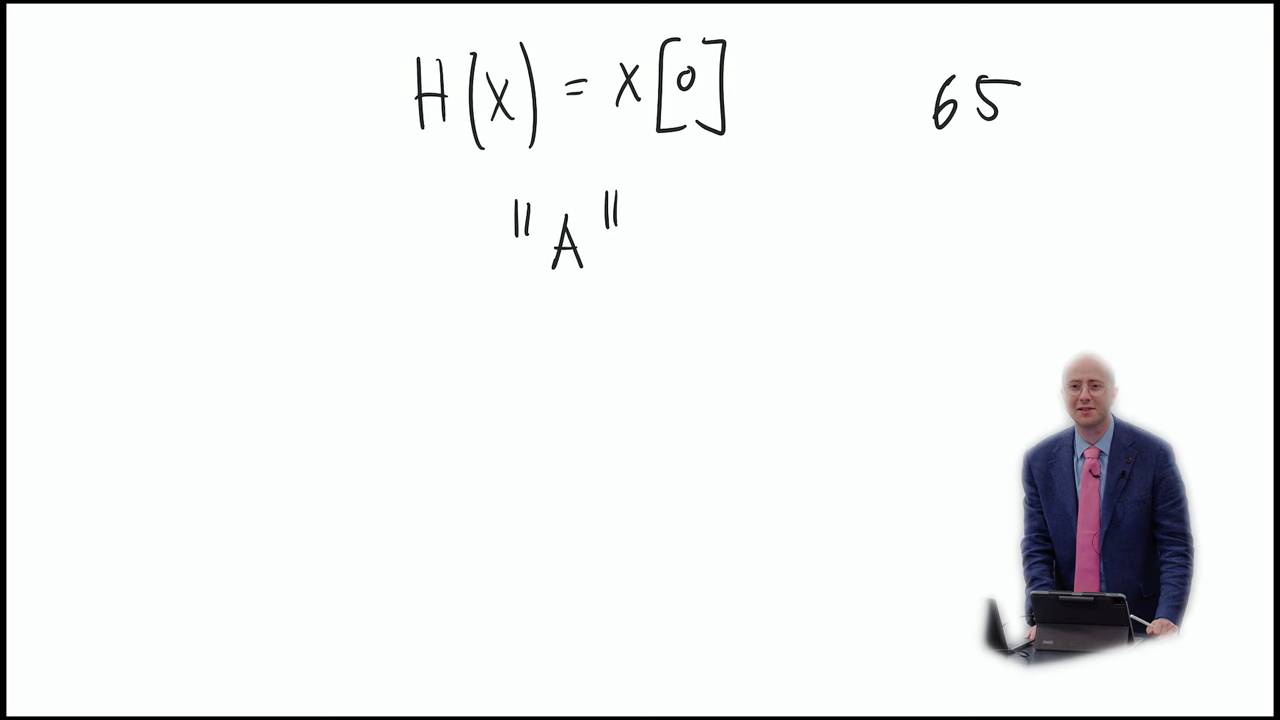 H(x) = x[0] 65
"A"